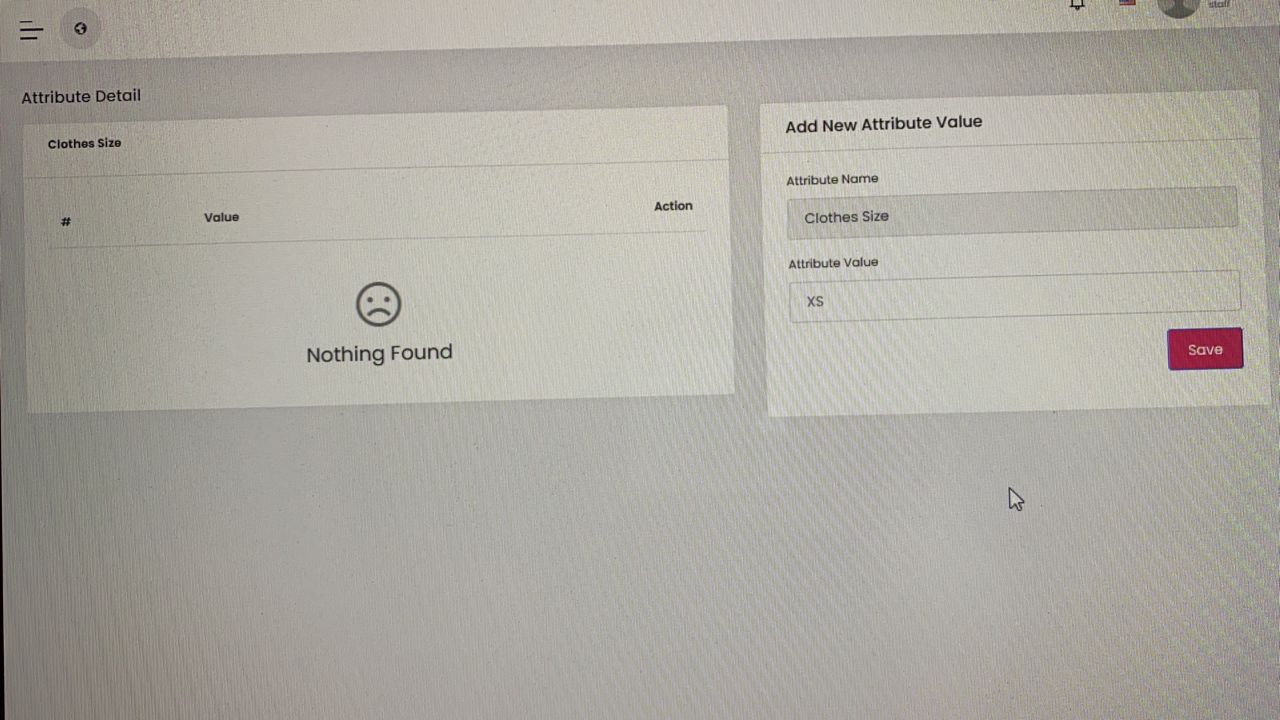 staff
Attribute Detail
Clothes Size
# Value Action
Nothing Found
Add New Attribute Value
Attribute Name
Clothes Size
Attribute Value
XS
Save